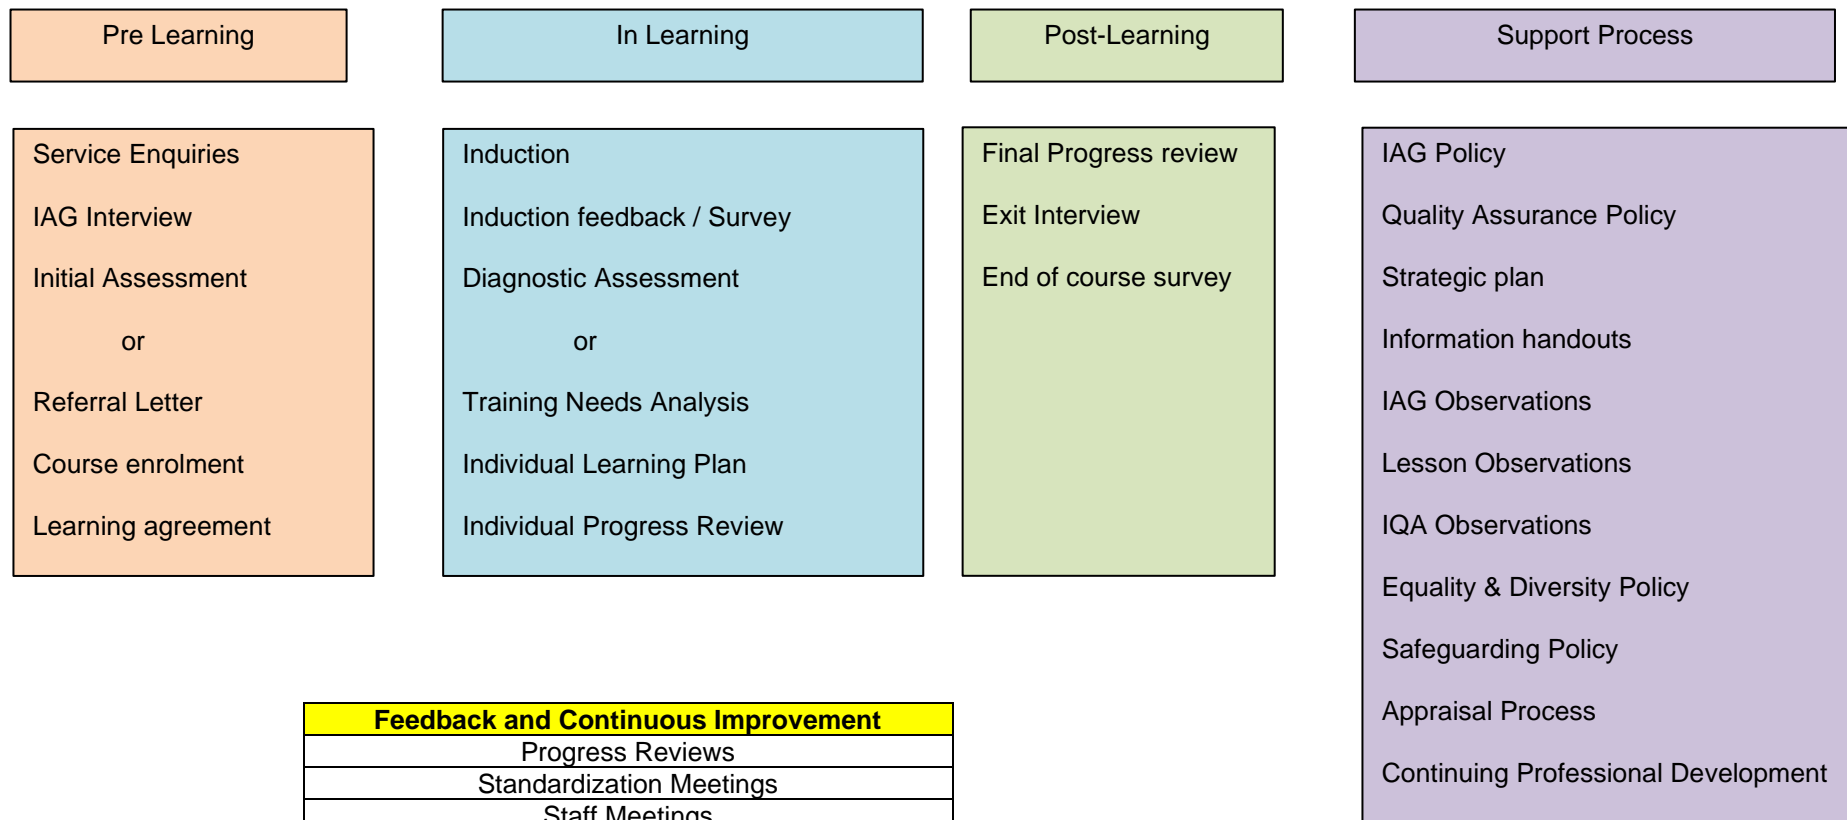 Pre Learning
In Learning
Post-Learning
Support Process
Service Enquiries
IAG Interview
Initial Assessment
or
Referral Letter
Course enrolment
Learning agreement
Induction
Induction feedback / Survey
Diagnostic Assessment
or
Training Needs Analysis
Individual Learning Plan
Individual Progress Review
Final Progress review
Exit Interview
End of course survey
IAG Policy
Quality Assurance Policy
Strategic plan
Information handouts
IAG Observations
Lesson Observations
IQA Observations
Equality & Diversity Policy
Safeguarding Policy
Appraisal Process
Continuing Professional Development
Feedback and Continuous Improvement
Progress Reviews
Standardization Meetings
Staff Meetings